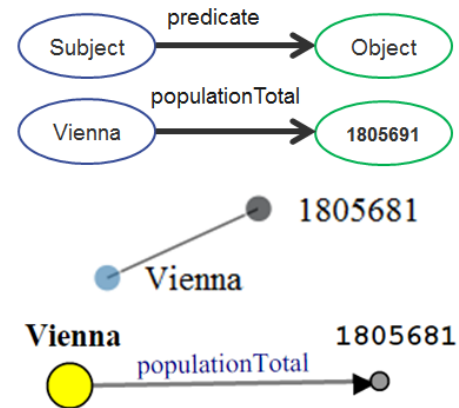 predicate
Subject Object
populationTotal
Vienna 1805691
1805681
Vienna
Vienna 1805681
populationTotal